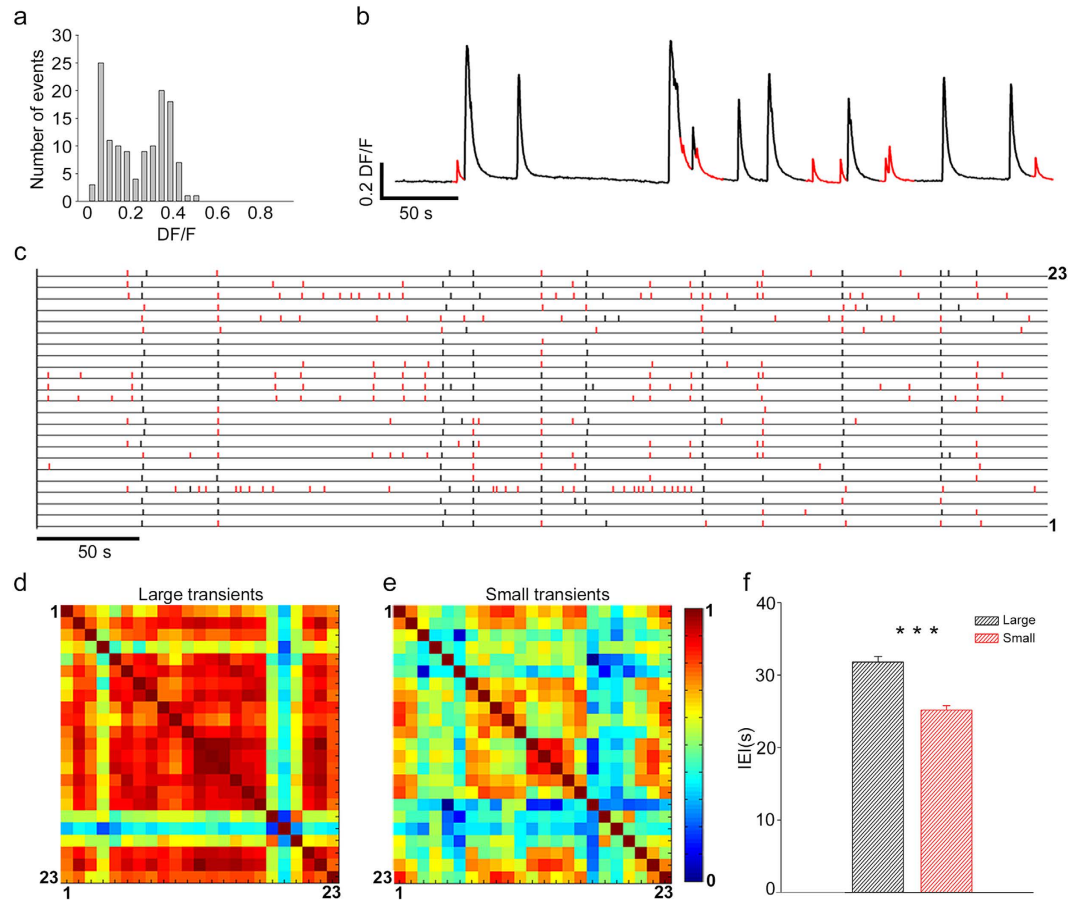 a
30
25
20
15
10
5
0
Number of events
0 0.2 0.4 0.6 0.8
DF/F
b
0.2 DF/F
50 s
c
23
1
50 s
d
Large transients
1
23
1 23
e
Small transients
1
23
1 23
1
0
f
40
30
20
10
0
IEI(s)
* * *
Large
Small